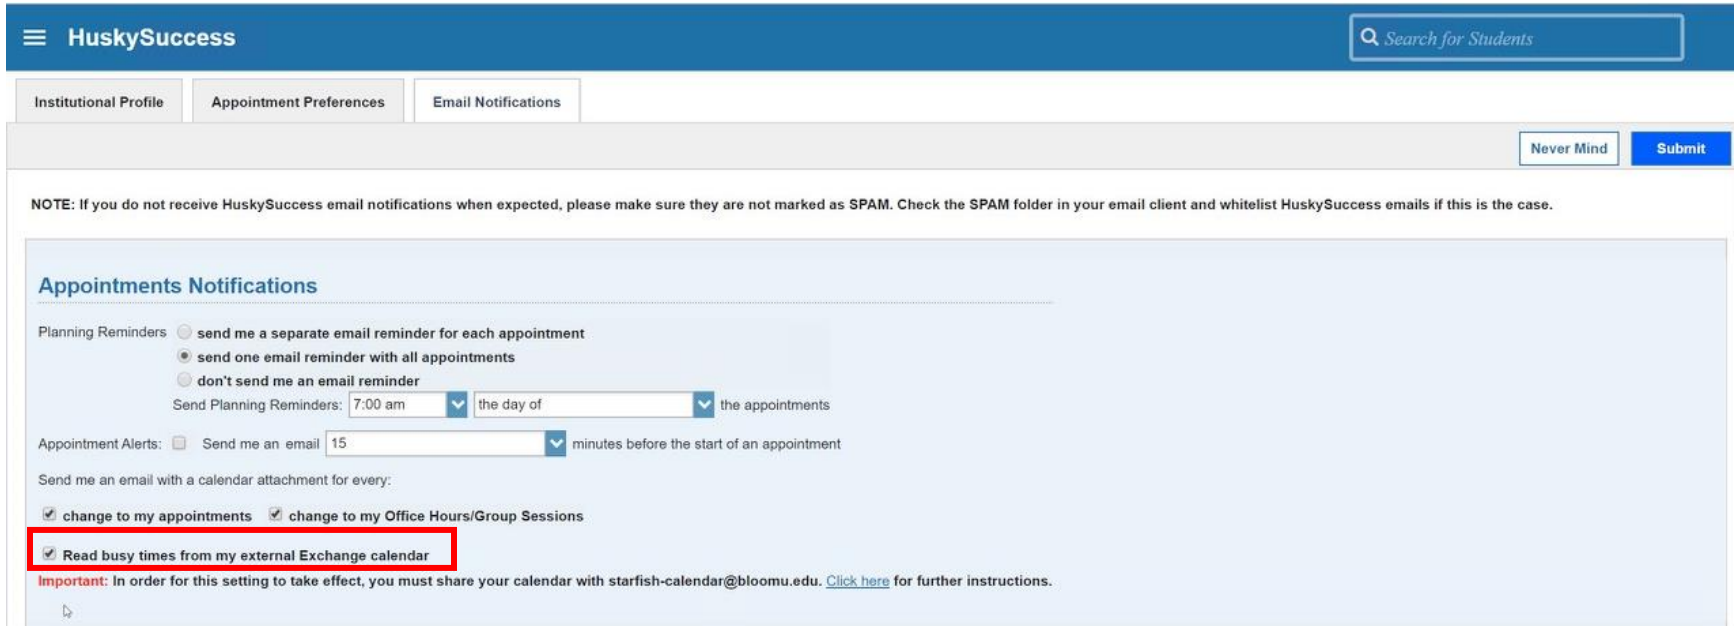 HuskySuccess
Search for Students
Institutional Profile
Appointment Preferences
Email Notifications
Never Mind
Submit
NOTE: If you do not receive HuskySuccess email notifications when expected, please make sure they are not marked as SPAM. Check the SPAM folder in your email client and whitelist HuskySuccess emails if this is the case.
Appointments Notifications
Planning Reminders send me a separate email reminder for each appointment
send one email reminder with all appointments
don't send me an email reminder
Send Planning Reminders: 7:00 am the day of the appointments
Appointment Alerts: Send me an email 15 minutes before the start of an appointment
Send me an email with a calendar attachment for every:
change to my appointments change to my Office Hours/Group Sessions
Read busy times from my external Exchange calendar
Important: In order for this setting to take effect, you must share your calendar with starfish-calendar@bloomu.edu. Click here for further instructions.